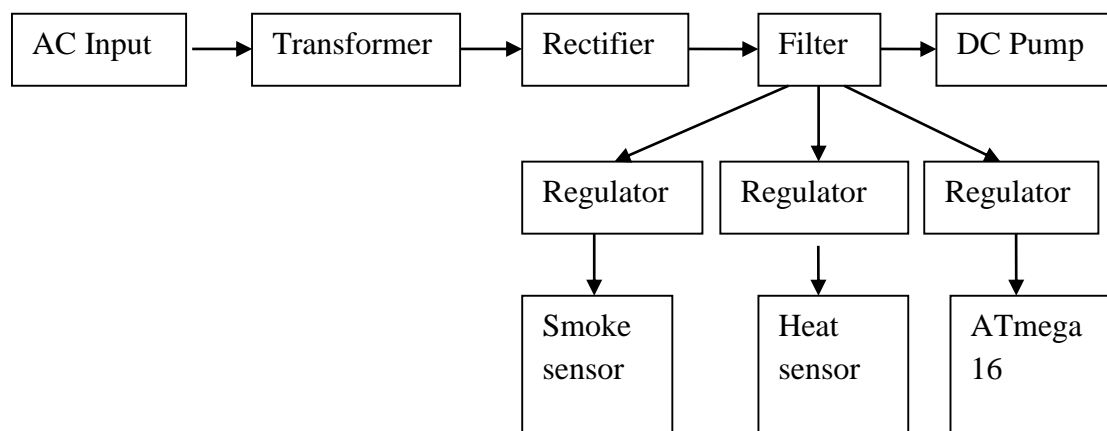 AC Input
Transformer
Rectifier
Filter
DC Pump
Regulator
Regulator
Regulator
Smoke
sensor
Heat
sensor
ATmega
16